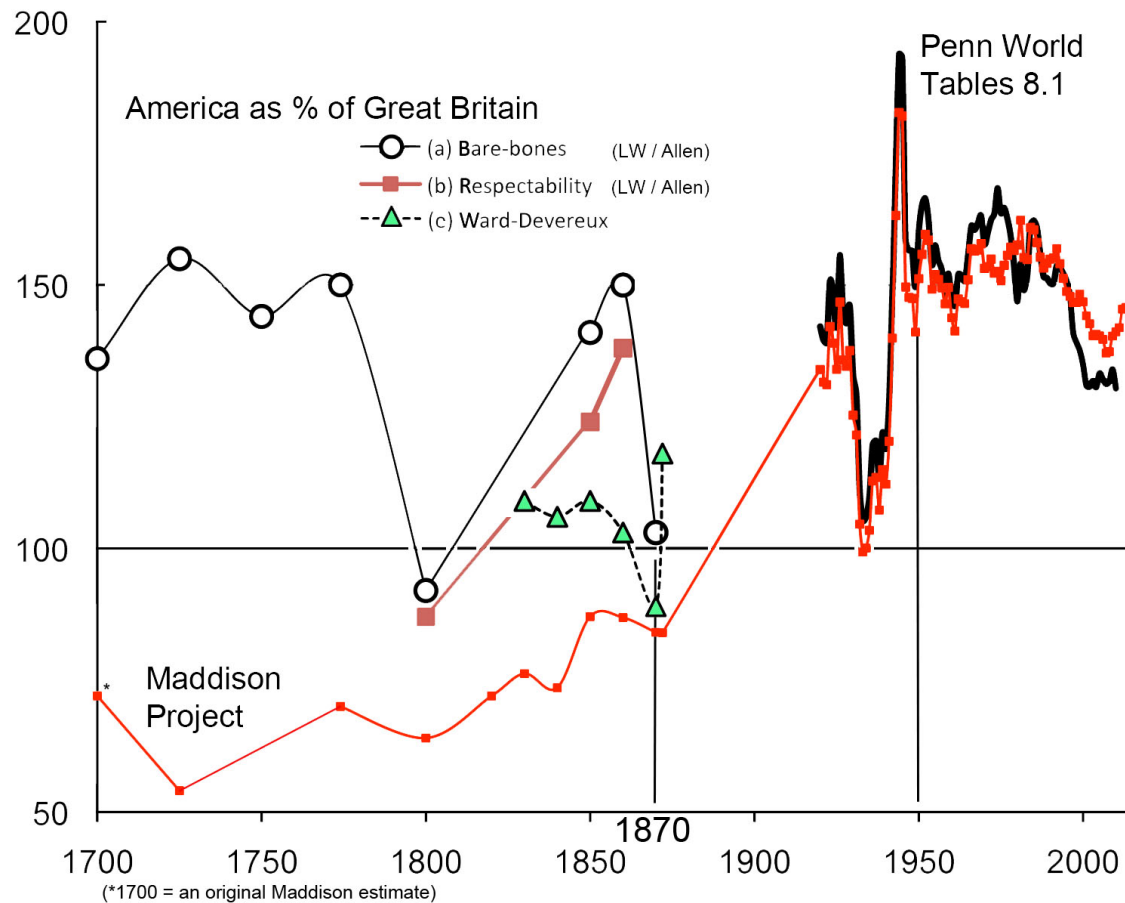 200
Penn World
Tables 8.1
America as % of Great Britain
(a) Bare-bones (LW / Allen)
(b) Respectability (LW / Allen)
(c) Ward-Devereux
150
100
* Maddison
Project
50
1870
1700 1750 1800 1850 1900 1950 2000
(*1700 = an original Maddison estimate)